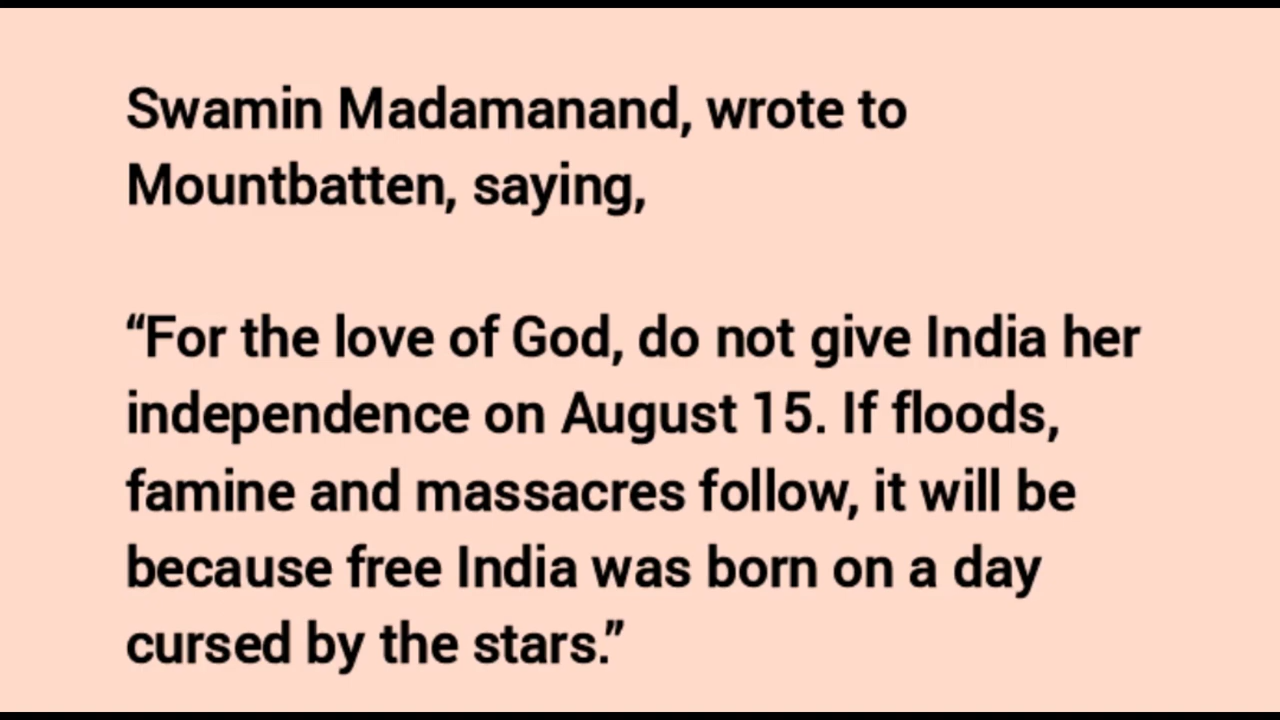 Swamin Madamanand, wrote to
Mountbatten, saying,
“For the love of God, do not give India her
independence on August 15. If floods,
famine and massacres follow, it will be
because free India was born on a day
cursed by the stars.”